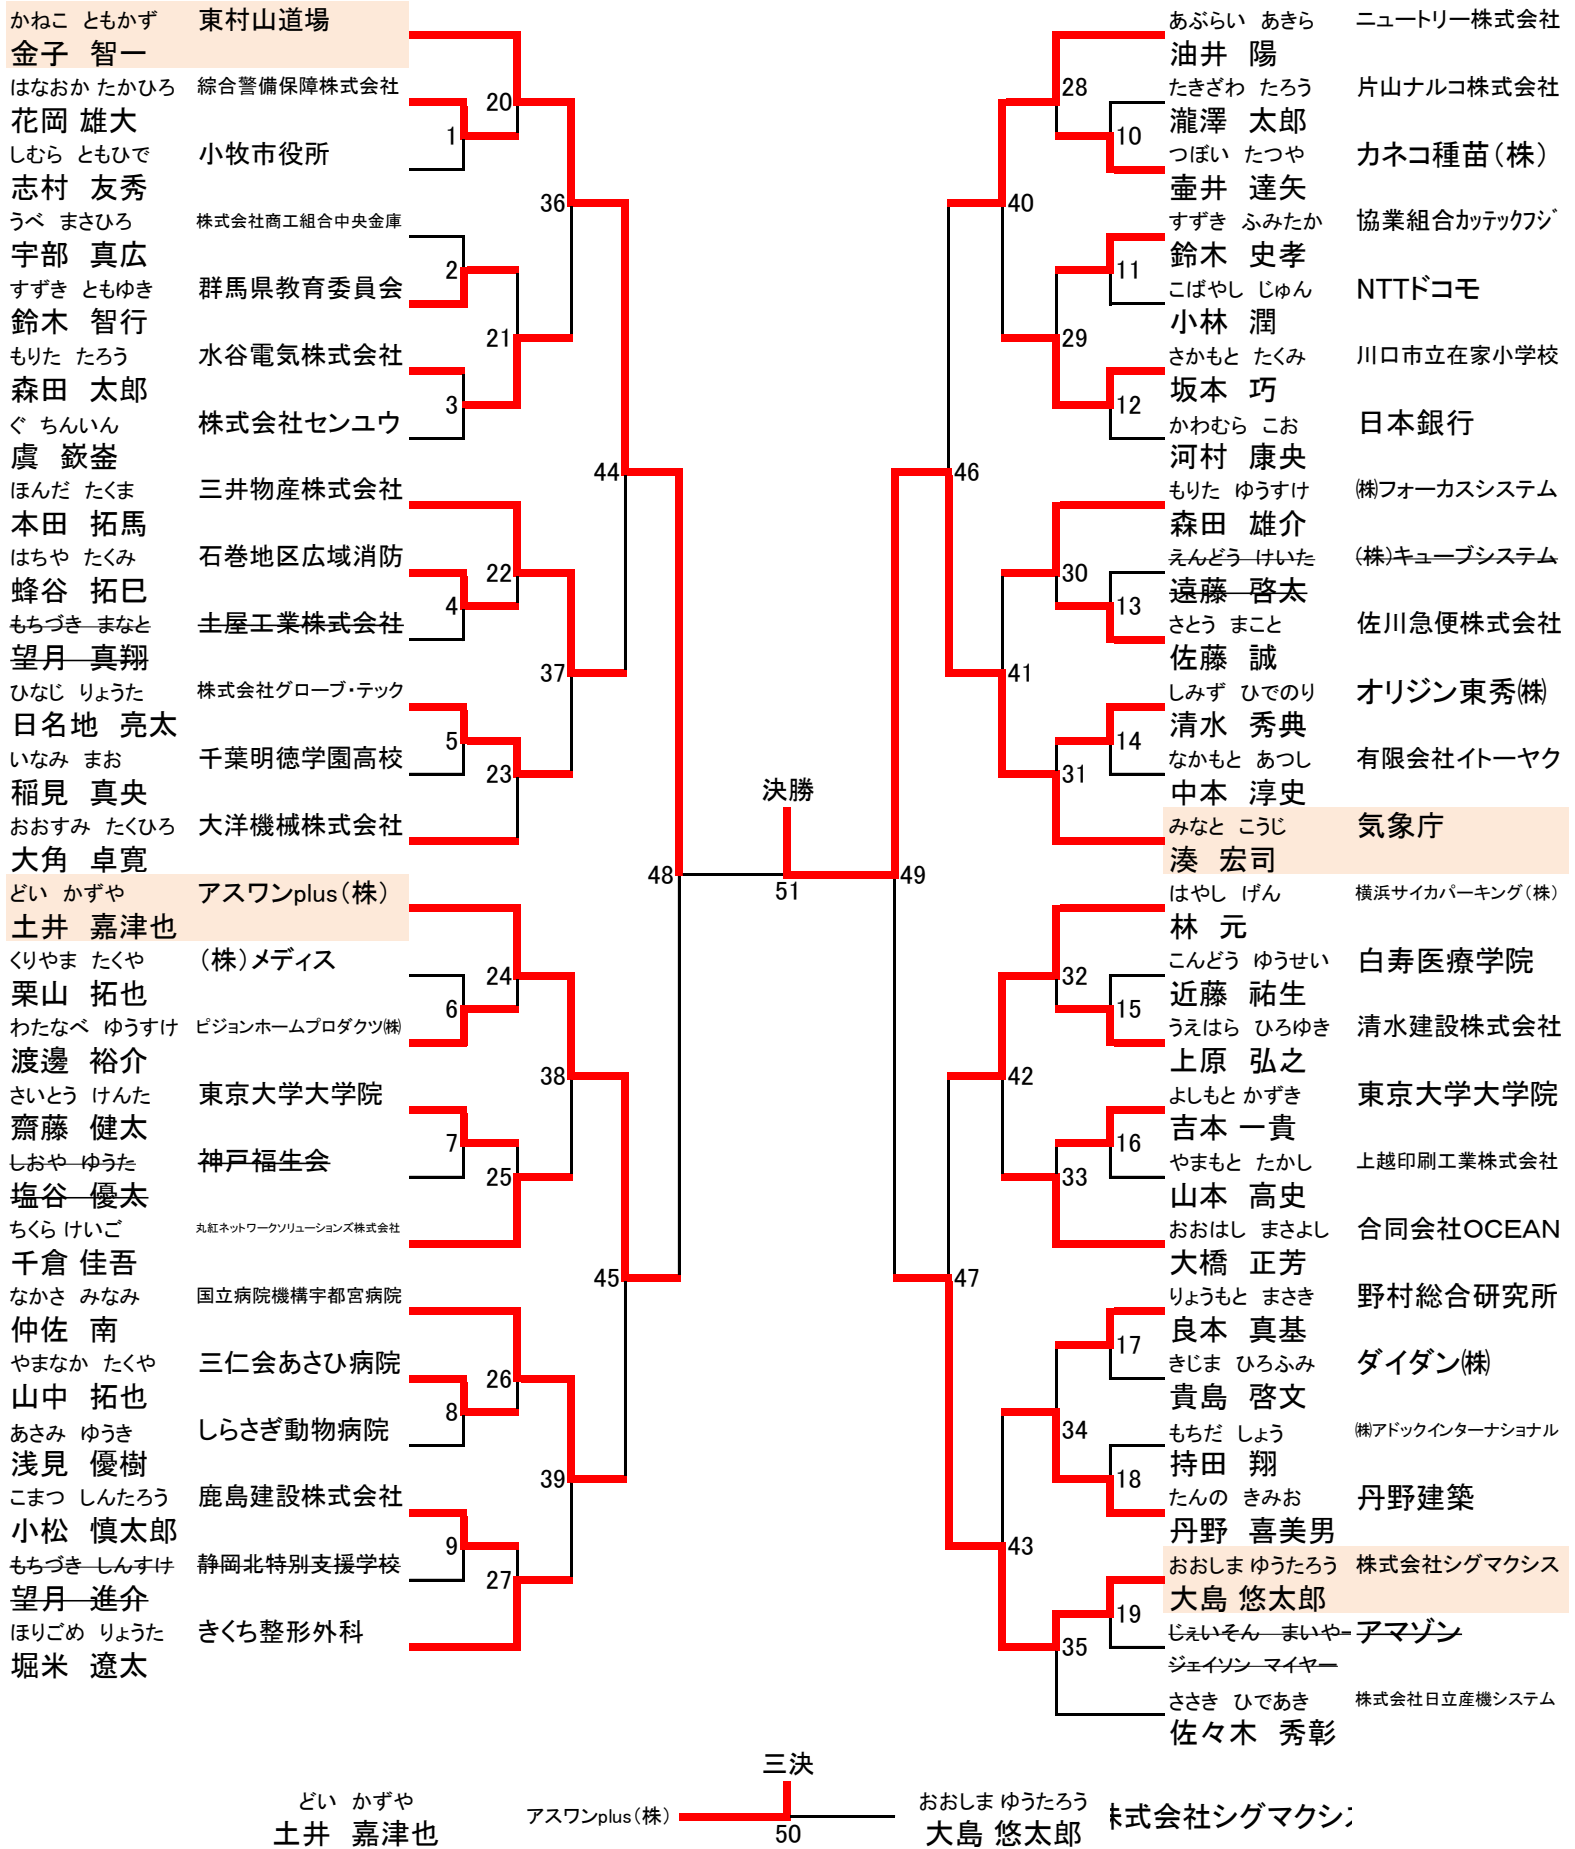 かねこ ともかず 東村山道場
金子 智一
はなおか たかひろ 綜合警備保障株式会社
花岡 雄大
しむら ともひで 小牧市役所
志村 友秀
うべ まさひろ 株式会社商工組合中央金庫
宇部 真広
すずき ともゆき 群馬県教育委員会
鈴木 智行
もりた たろう 水谷電気株式会社
森田 太郎
ぐ ちんいん 株式会社センユウ
虞 嶔崟
ほんだ たくま 三井物産株式会社
本田 拓馬
はちや たくみ 石巻地区広域消防
蜂谷 拓巳
もちづき まなと 土屋工業株式会社
望月 真翔
ひなじ りょうた 株式会社グローブ・テック
日名地 亮太
いなみ まお 千葉明徳学園高校
稲見 真央
おおすみ たくひろ 大洋機械株式会社
大角 卓寛
どい かずや アスワンplus(株)
土井 嘉津也
くりやま たくや (株)メディス
栗山 拓也
わたなべ ゆうすけ ピジョンホームプロダクツ㈱
渡邊 裕介
さいとう けんた 東京大学大学院
齋藤 健太
しおや ゆうた 神戸福生会
塩谷 優太
ちくら けいご 丸紅ネットワークソリューションズ株式会社
千倉 佳吾
なかさ みなみ 国立病院機構宇都宮病院
仲佐 南
やまなか たくや 三仁会あさひ病院
山中 拓也
あさみ ゆうき しらさぎ動物病院
浅見 優樹
こまつ しんたろう 鹿島建設株式会社
小松 慎太郎
もちづき しんすけ 静岡北特別支援学校
望月 進介
ほりごめ りょうた きくち整形外科
堀米 遼太
1
2
3
4
5
6
7
8
9
20
21
22
23
24
25
26
27
36
37
38
39
44
45
48
決勝
51
49
46
47
40
41
42
43
28
29
30
31
32
33
34
35
10
11
12
13
14
15
16
17
18
19
あぶらい あきら ニュートリー株式会社
油井 陽
たきざわ たろう 片山ナルコ株式会社
瀧澤 太郎
つぼい たつや カネコ種苗(株)
壷井 達矢
すずき ふみたか 協業組合ｶｯﾃｯｸﾌｼﾞ
鈴木 史孝
こばやし じゅん NTTドコモ
小林 潤
さかもと たくみ 川口市立在家小学校
坂本 巧
かわむら こお 日本銀行
河村 康央
もりた ゆうすけ ㈱フォーカスシステム
森田 雄介
えんどう けいた (株)キューブシステム
遠藤 啓太
さとう まこと 佐川急便株式会社
佐藤 誠
しみず ひでのり オリジン東秀㈱
清水 秀典
なかもと あつし 有限会社イトーヤク
中本 淳史
みなと こうじ 気象庁
湊 宏司
はやし げん 横浜サイカパーキング(株)
林 元
こんどう ゆうせい 白寿医療学院
近藤 祐生
うえはら ひろゆき 清水建設株式会社
上原 弘之
よしもと かずき 東京大学大学院
吉本 一貴
やまもと たかし 上越印刷工業株式会社
山本 高史
おおはし まさよし 合同会社OCEAN
大橋 正芳
りょうもと まさき 野村総合研究所
良本 真基
きじま ひろふみ ダイダン㈱
貴島 啓文
もちだ しょう ㈱アドックインターナショナル
持田 翔
たんの きみお 丹野建築
丹野 喜美男
おおしま ゆうたろう 株式会社シグマクシス
大島 悠太郎
じぇいそん まいやー アマゾン
ジェイソン マイヤー
ささき ひであき 株式会社日立産機システム
佐々木 秀彰
三決
どい かずや
土井 嘉津也
アスワンplus(株)
50
おおしま ゆうたろう
大島 悠太郎
株式会社シグマクシス